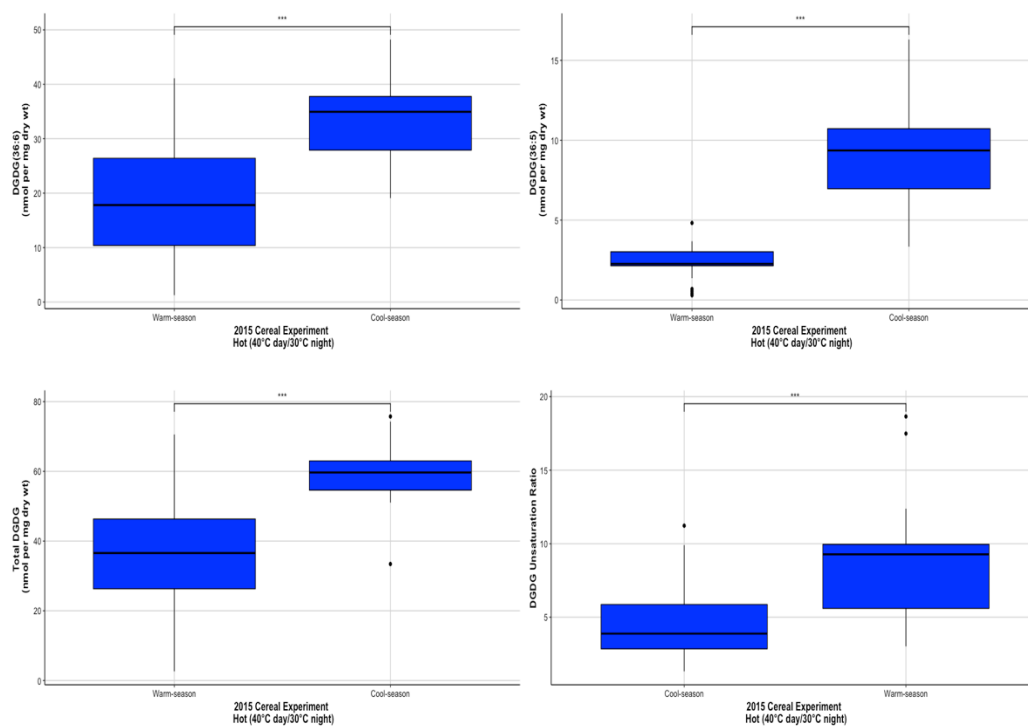 ***
50
40
30
20
10
0
DGDG(36:6)
(nmol per mg dry wt)
Warm-season
Cool-season
2015 Cereal Experiment
Hot (40°C day/30°C night)
***
15
10
5
0
DGDG(36:5)
(nmol per mg dry wt)
Warm-season
Cool-season
2015 Cereal Experiment
Hot (40°C day/30°C night)
***
80
60
40
20
0
Total DGDG
(nmol per mg dry wt)
Warm-season
Cool-season
2015 Cereal Experiment
Hot (40°C day/30°C night)
***
20
15
10
5
DGDG Unsaturation Ratio
Cool-season
Warm-season
2015 Cereal Experiment
Hot (40°C day/30°C night)